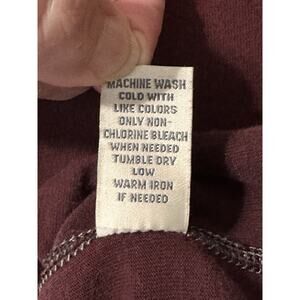 MACHINE WASH
COLD WITH
LIKE COLORS
ONLY NON-
CHLORINE BLEACH
WHEN NEEDED
TUMBLE DRY
LOW
WARM IRON
IF NEEDED